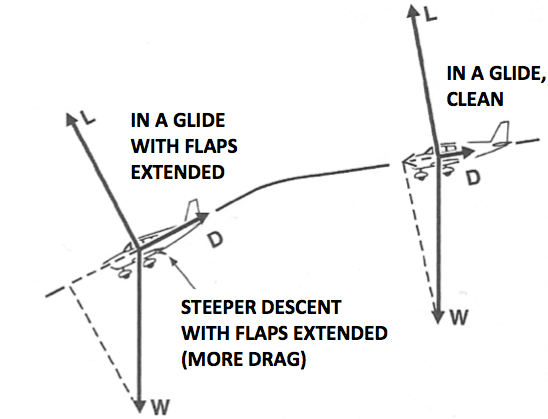 L
IN A GLIDE
WITH FLAPS
EXTENDED
D
STEEPER DESCENT
WITH FLAPS EXTENDED
(MORE DRAG)
W
L
IN A GLIDE,
CLEAN
D
W